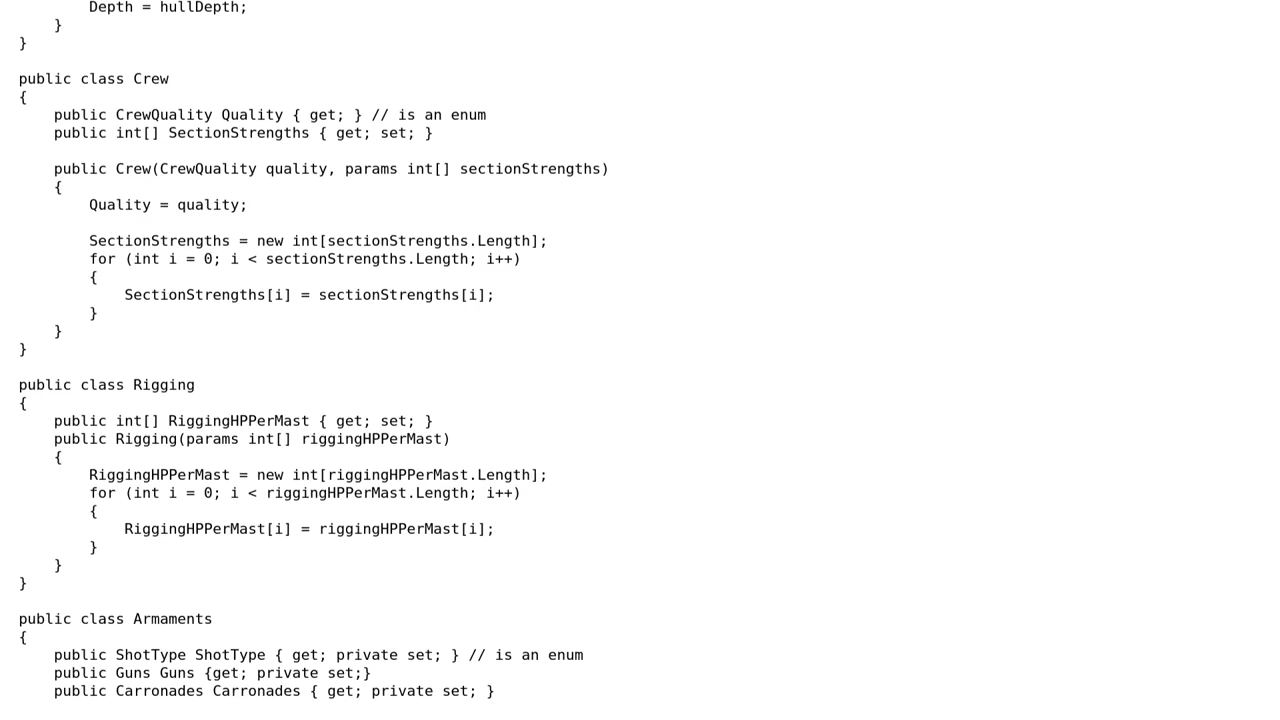 Depth = hullDepth;
    }
}

public class Crew
{
    public CrewQuality Quality { get; } // is an enum
    public int[] SectionStrengths { get; set; }

    public Crew(CrewQuality quality, params int[] sectionStrengths)
    {
        Quality = quality;

        SectionStrengths = new int[sectionStrengths.Length];
        for (int i = 0; i < sectionStrengths.Length; i++)
        {
            SectionStrengths[i] = sectionStrengths[i];
        }
    }
}

public class Rigging
{
    public int[] RiggingHPPerMast { get; set; }
    public Rigging(params int[] riggingHPPerMast)
    {
        RiggingHPPerMast = new int[riggingHPPerMast.Length];
        for (int i = 0; i < riggingHPPerMast.Length; i++)
        {
            RiggingHPPerMast[i] = riggingHPPerMast[i];
        }
    }
}

public class Armaments
{
    public ShotType ShotType { get; private set; } // is an enum
    public Guns Guns {get; private set;}
    public Carronades Carronades { get; private set; }